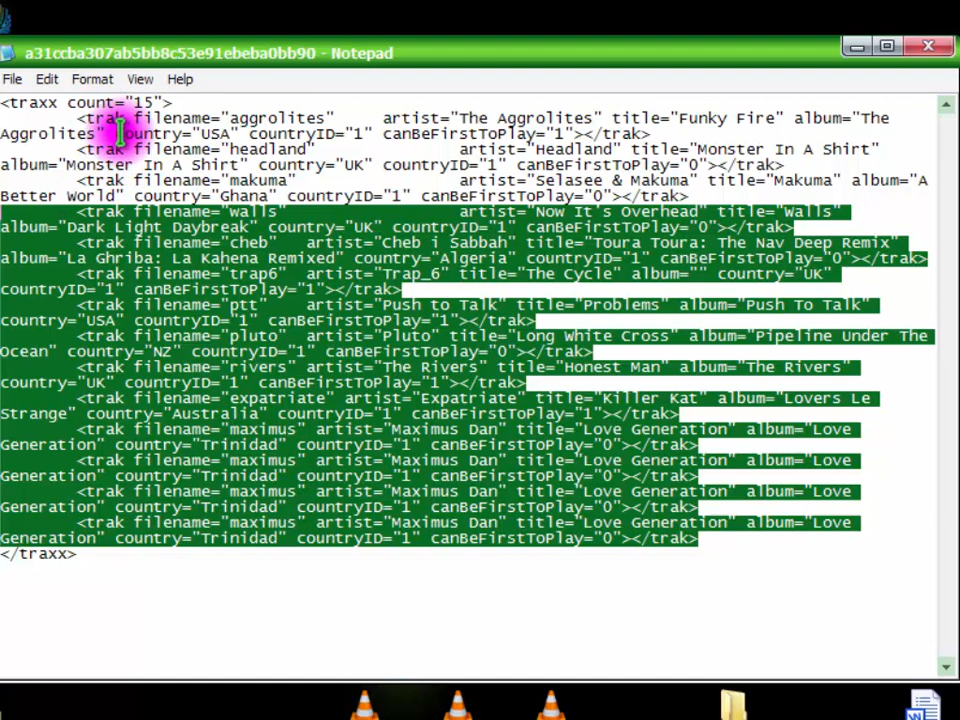 a31ccba307ab5bb8c53e91ebeba0bb90 - Notepad
File Edit Format View Help
<traxx count="15">
<trak filename="aggrolites" artist="The Aggrolites" title="Funky Fire" album="The
Aggrolites" country="USA" countryID="1" canBeFirstToPlay="1"></trak>
<trak filename="headland" artist="Headland" title="Monster In A Shirt"
album="Monster In A Shirt" country="UK" countryID="1" canBeFirstToPlay="0"></trak>
<trak filename="makuma" artist="Selasee & Makuma" title="Makuma" album="A
Better World" country="Ghana" countryID="1" canBeFirstToPlay="0"></trak>
<trak filename="walls" artist="Now It's Overhead" title="Walls"
album="Dark Light Daybreak" country="UK" countryID="1" canBeFirstToPlay="0"></trak>
<trak filename="cheb" artist="Cheb i Sabbah" title="Toura Toura: The Nav Deep Remix"
album="La Ghriba: La Kahena Remixed" country="Algeria" countryID="1" canBeFirstToPlay="0"></trak>
<trak filename="trap6" artist="Trap_6" title="The Cycle" album="" country="UK"
countryID="1" canBeFirstToPlay="1"></trak>
<trak filename="ptt" artist="Push to Talk" title="Problems" album="Push To Talk"
country="USA" countryID="1" canBeFirstToPlay="1"></trak>
<trak filename="pluto" artist="Pluto" title="Long White Cross" album="Pipeline Under The
Ocean" country="NZ" countryID="1" canBeFirstToPlay="0"></trak>
<trak filename="rivers" artist="The Rivers" title="Honest Man" album="The Rivers"
country="UK" countryID="1" canBeFirstToPlay="1"></trak>
<trak filename="expatriate" artist="Expatriate" title="Killer Kat" album="Lovers Le
Strange" country="Australia" countryID="1" canBeFirstToPlay="1"></trak>
<trak filename="maximus" artist="Maximus Dan" title="Love Generation" album="Love
Generation" country="Trinidad" countryID="1" canBeFirstToPlay="0"></trak>
<trak filename="maximus" artist="Maximus Dan" title="Love Generation" album="Love
Generation" country="Trinidad" countryID="1" canBeFirstToPlay="0"></trak>
<trak filename="maximus" artist="Maximus Dan" title="Love Generation" album="Love
Generation" country="Trinidad" countryID="1" canBeFirstToPlay="0"></trak>
<trak filename="maximus" artist="Maximus Dan" title="Love Generation" album="Love
Generation" country="Trinidad" countryID="1" canBeFirstToPlay="0"></trak>
</traxx>